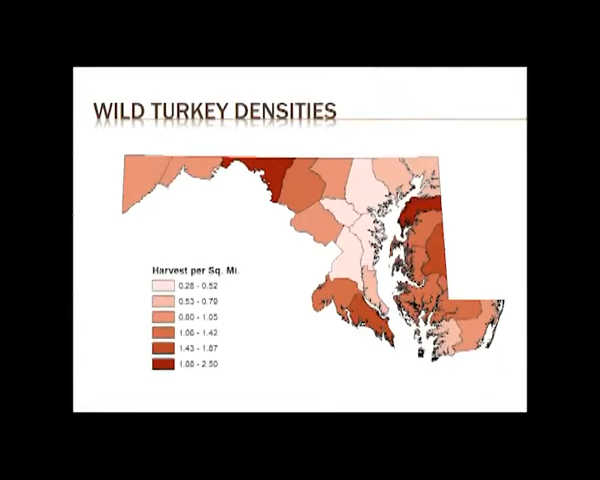 WILD TURKEY DENSITIES
Harvest per Sq. Mi.
0.28 - 0.52
0.53 - 0.79
0.80 - 1.05
1.06 - 1.42
1.43 - 1.87
1.88 - 2.50